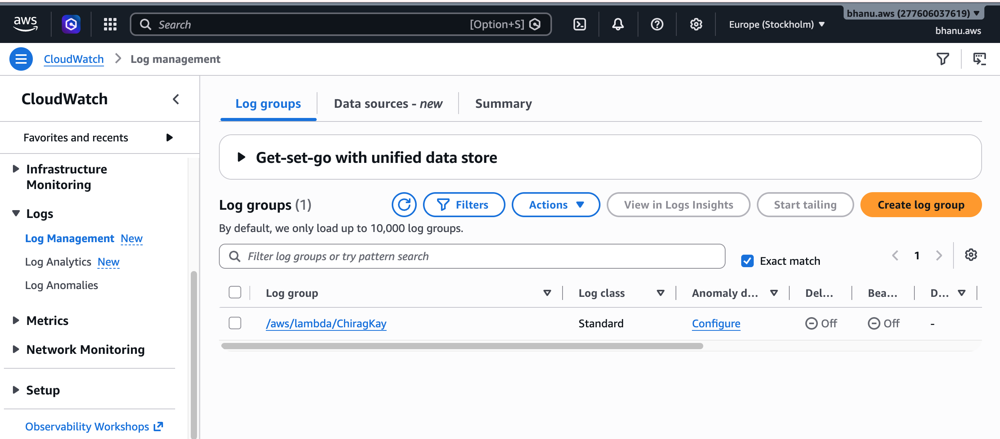 aws
Search
[Option+S]
Europe (Stockholm)
bhanu.aws (277606037619)
bhanu.aws
CloudWatch
Log management
CloudWatch
Favorites and recents
Infrastructure
Monitoring
Logs
Log Management New
Log Analytics New
Log Anomalies
Metrics
Network Monitoring
Setup
Observability Workshops
Log groups
Data sources - new
Summary
Get-set-go with unified data store
Log groups (1)
Filters
Actions
View in Logs Insights
Start tailing
Create log group
By default, we only load up to 10,000 log groups.
Filter log groups or try pattern search
Exact match
1
Log group Log class Anomaly d... Del... Bea... D...
/aws/lambda/ChiragKay Standard Configure Off Off -